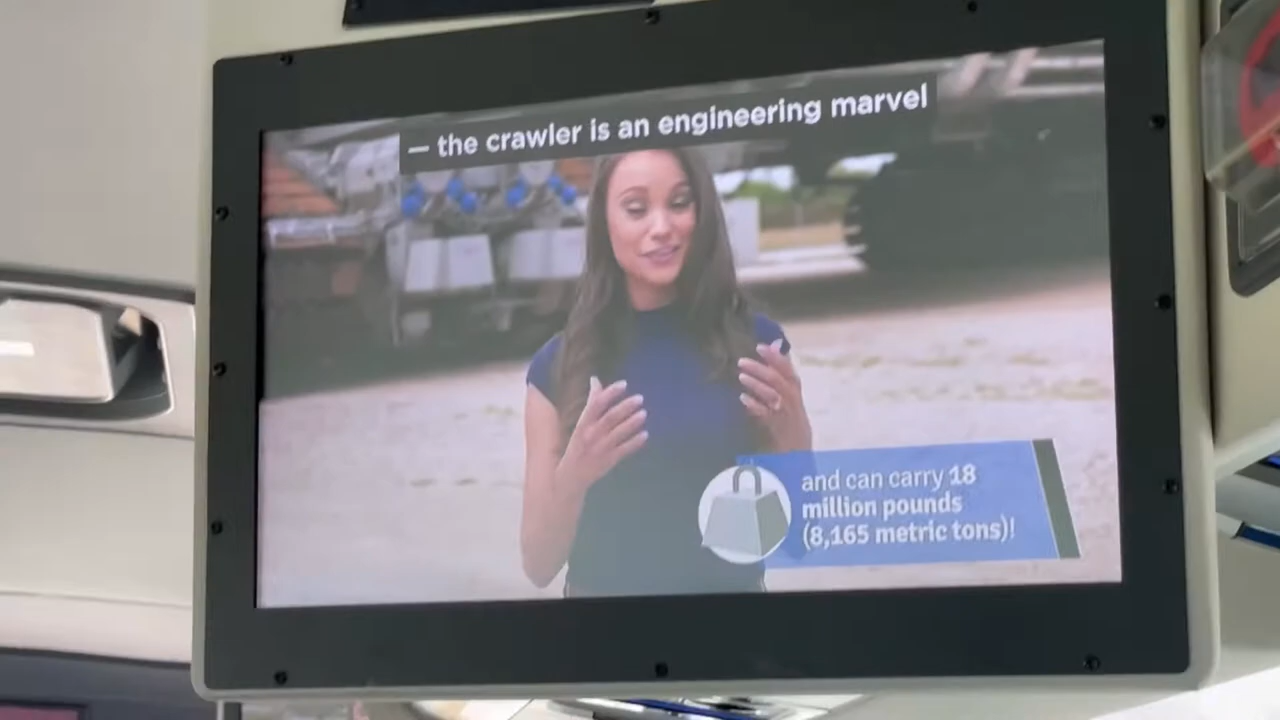 — the crawler is an engineering marvel
and can carry 18
million pounds
(8,165 metric tons)!